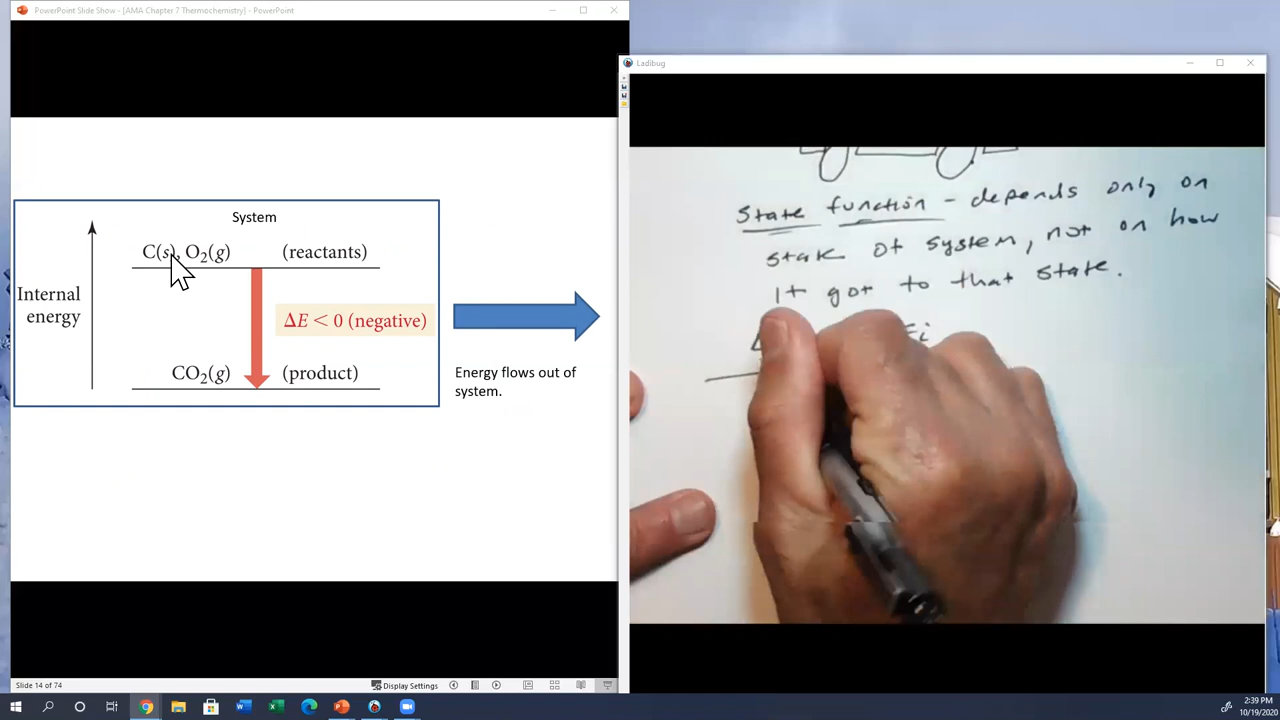 PowerPoint Slide Show - [AMA Chapter 7 Thermochemistry] - PowerPoint
System
C(s), O₂(g) (reactants)
Internal
energy
ΔE < 0 (negative)
CO₂(g) (product)
Energy flows out of
system.
Slide 14 of 74
Display Settings
Ladibug
State function - depends only on
state of system, not on how
it got to that state.
2:39 PM
10/19/2020